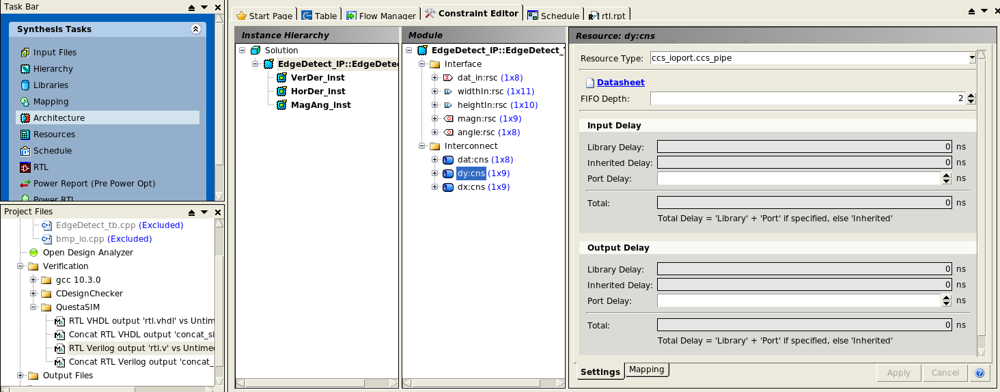 Task Bar
Synthesis Tasks
Input Files
Hierarchy
Libraries
Mapping
Architecture
Resources
Schedule
RTL
Power Report (Pre Power Opt)
Power RTL
Project Files
EdgeDetect_tb.cpp (Excluded)
bmp_io.cpp (Excluded)
Open Design Analyzer
Verification
gcc 10.3.0
CDesignChecker
QuestaSIM
RTL VHDL output 'rtl.vhdl' vs Untim
Concat RTL VHDL output 'concat_si
RTL Verilog output 'rtl.v' vs Untimed
Concat RTL Verilog output 'concat_
Output Files
Start Page
Table
Flow Manager
Constraint Editor
Schedule
rtl.rpt
Instance Hierarchy
Solution
EdgeDetect_IP::EdgeDetec
VerDer_inst
HorDer_inst
MagAng_inst
Module
EdgeDetect_IP::EdgeDetect_
Interface
dat_in:rsc (1x8)
widthIn:rsc (1x11)
heightIn:rsc (1x10)
magn:rsc (1x9)
angle:rsc (1x8)
Interconnect
dat:cns (1x8)
dy:cns (1x9)
dx:cns (1x9)
Resource: dy:cns
Resource Type: ccs_ioport.ccs_pipe
Datasheet
FIFO Depth: 2
Input Delay
Library Delay: 0 ns
Inherited Delay: 0 ns
Port Delay: ns
Total: 0 ns
Total Delay = 'Library' + 'Port' if specified, else 'Inherited'
Output Delay
Library Delay: 0 ns
Inherited Delay: 0 ns
Port Delay: ns
Total: 0 ns
Total Delay = 'Library' + 'Port' if specified, else 'Inherited'
Settings
Mapping
Apply
Cancel